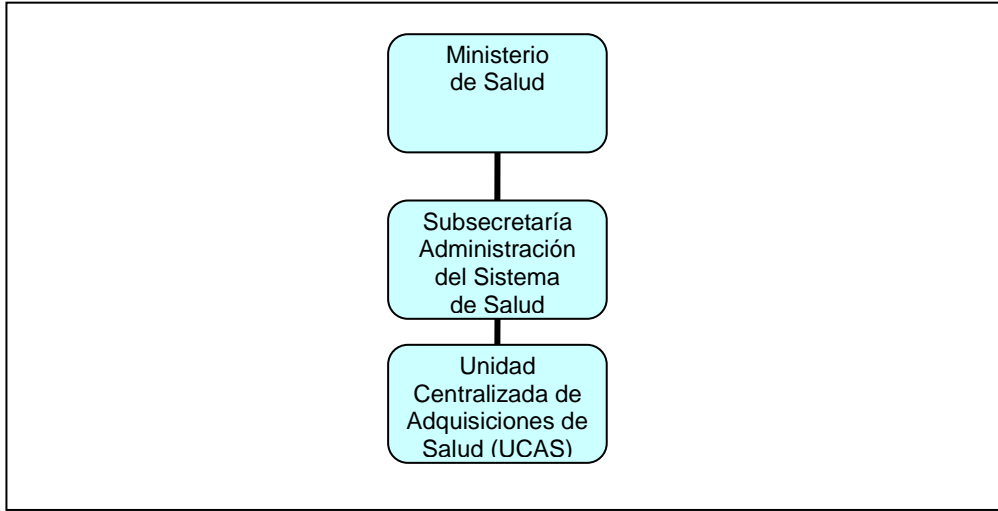 Ministerio
de Salud
Subsecretaría
Administración
del Sistema
de Salud
Unidad
Centralizada de
Adquisiciones de
Salud (UCAS)